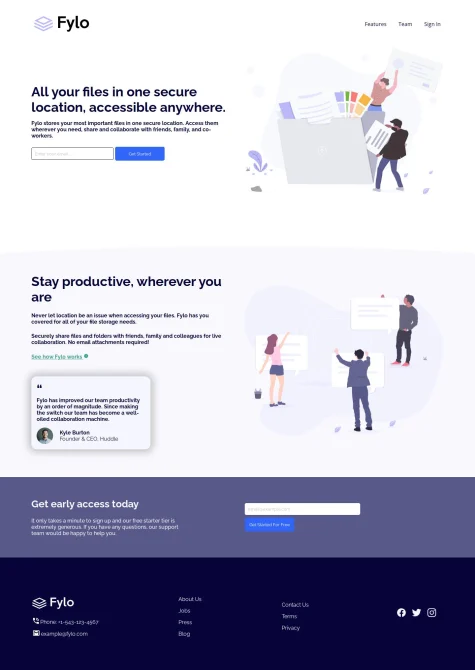 Fylo
Features Team Sign In
All your files in one secure
location, accessible anywhere.
Fylo stores your most important files in one secure location. Access them
wherever you need, share and collaborate with friends, family, and co-
workers.
Enter your email...
Get Started
Stay productive, wherever you
are
Never let location be an issue when accessing your files. Fylo has you
covered for all of your file storage needs.
Securely share files and folders with friends, family and colleagues for live
collaboration. No email attachments required!
See how Fylo works
“
Fylo has improved our team productivity
by an order of magnitude. Since making
the switch our team has become a well-
oiled collaboration machine.
Kyle Burton
Founder & CEO, Huddle
Get early access today
It only takes a minute to sign up and our free starter tier is
extremely generous. If you have any questions, our support
team would be happy to help you.
Get Started For Free
Fylo
Phone: +1-543-123-4567
example@fylo.com
About Us
Jobs
Press
Blog
Contact Us
Terms
Privacy